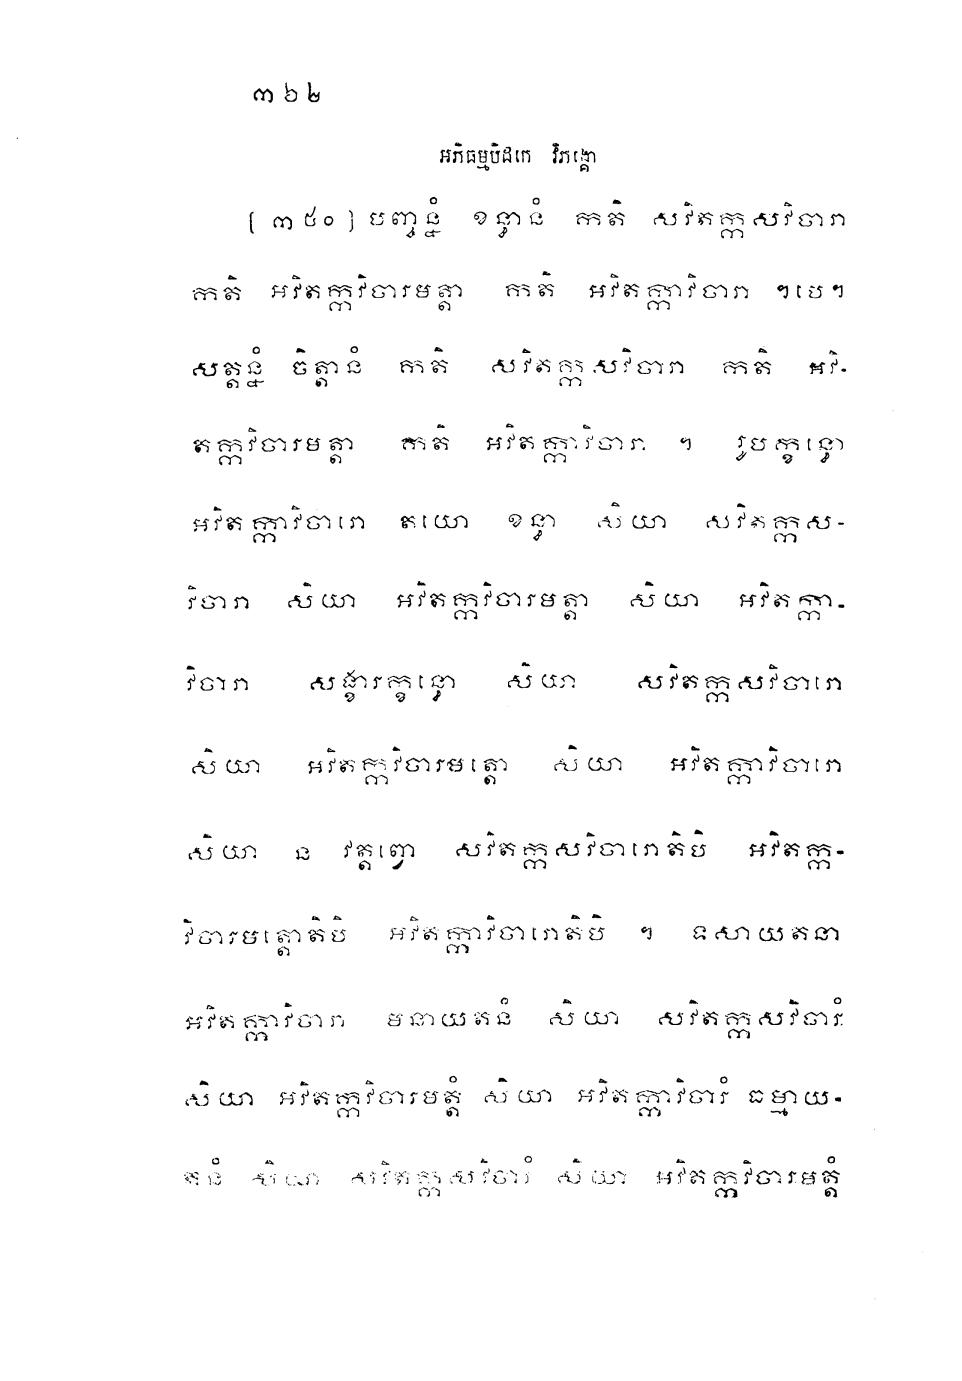 ៣៦២
អភិធម្មបិដកេ វិភង្គោ
[៣៥០] បញ្ចន្នំ ខន្ធានំ កតិ សវិតក្កសវិចារា
កតិ អវិតក្កវិចារមត្តា កតិ អវិតក្កាវិចារា ។បេ។
សត្តន្នំ ចិត្តានំ កតិ សវិតក្កសវិចារា កតិ អវិ-
តក្កវិចារមត្តា កតិ អវិតក្កាវិចារា ។ រូបក្ខន្ធោ
អវិតក្កាវិចារោ តយោ ខន្ធា សិយា សវិតក្កស-
វិចារា សិយា អវិតក្កវិចារមត្តា សិយា អវិតក្កា-
វិចារា សង្ខារក្ខន្ធោ សិយា សវិតក្កសវិចារោ
សិយា អវិតក្កវិចារមត្តោ សិយា អវិតក្កាវិចារោ
សិយា ន វត្តព្វោ សវិតក្កសវិចារោតិបិ អវិតក្ក-
វិចារមត្តោតិបិ អវិតក្កាវិចារោតិបិ ។ ទសាយតនា
អវិតក្កាវិចារា មនាយតនំ សិយា សវិតក្កសវិចារំ
សិយា អវិតក្កវិចារមត្តំ សិយា អវិតក្កាវិចារំ ធម្មាយ-
តនំ សិយា សវិតក្កសវិចារំ សិយា អវិតក្កវិចារមត្តំ